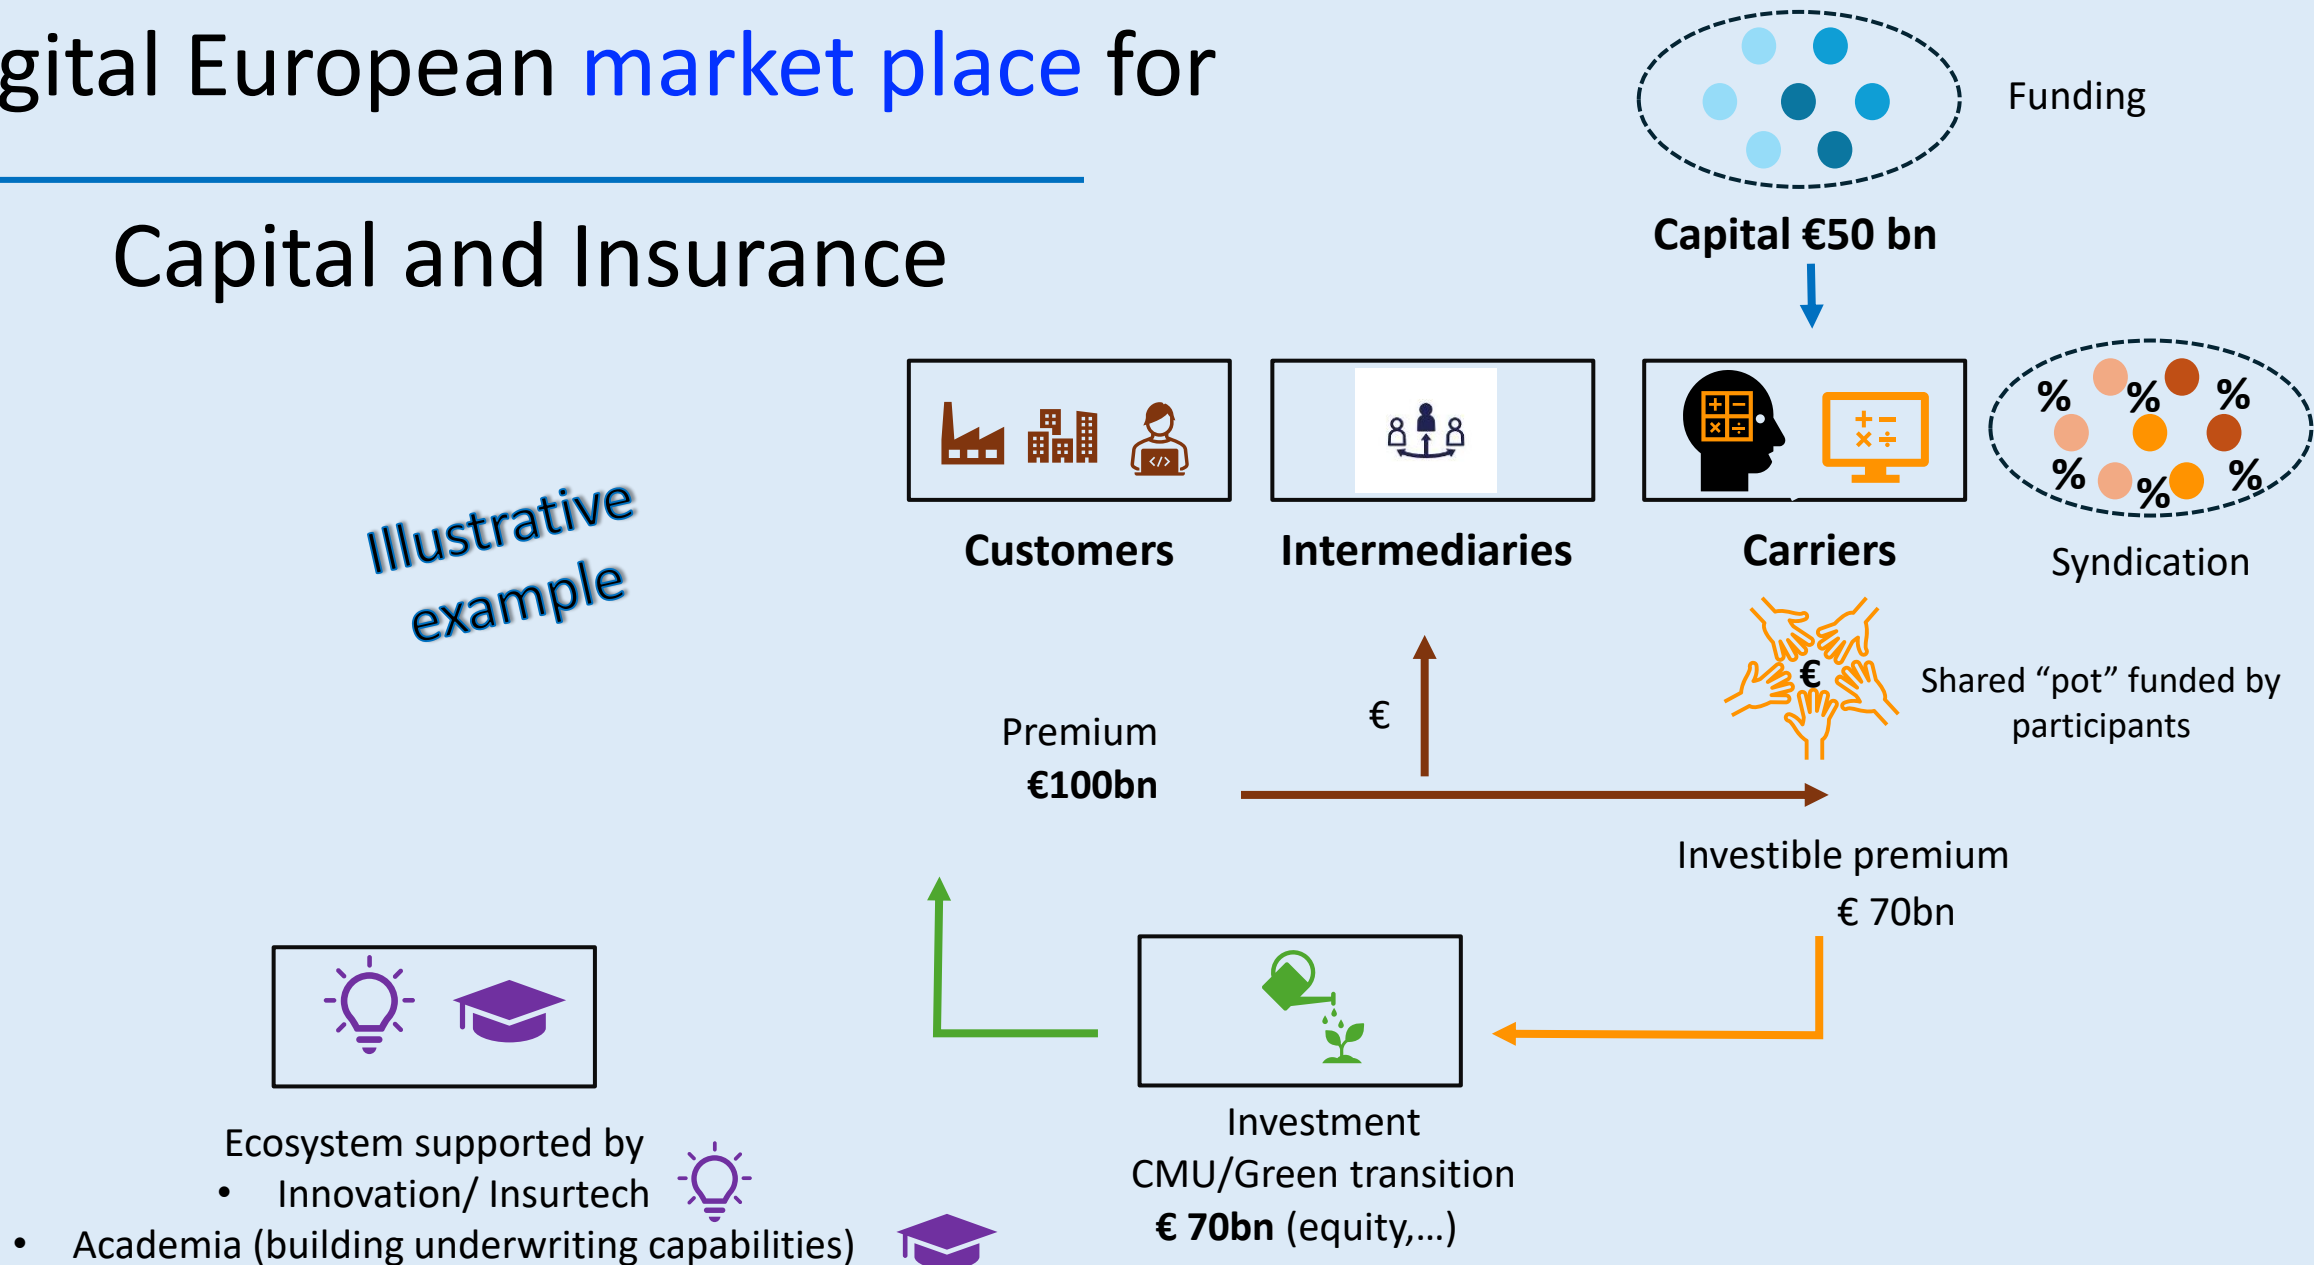 gital European market place for
Capital and Insurance
Funding
Capital €50 bn
Illustrative
example
Customers
Intermediaries
Carriers
% % %
% % %
Syndication
€
Shared “pot” funded by
participants
Premium
€100bn
€
Investible premium
€ 70bn
Investment
CMU/Green transition
€ 70bn (equity,...)
Ecosystem supported by
• Innovation/ Insurtech
• Academia (building underwriting capabilities)